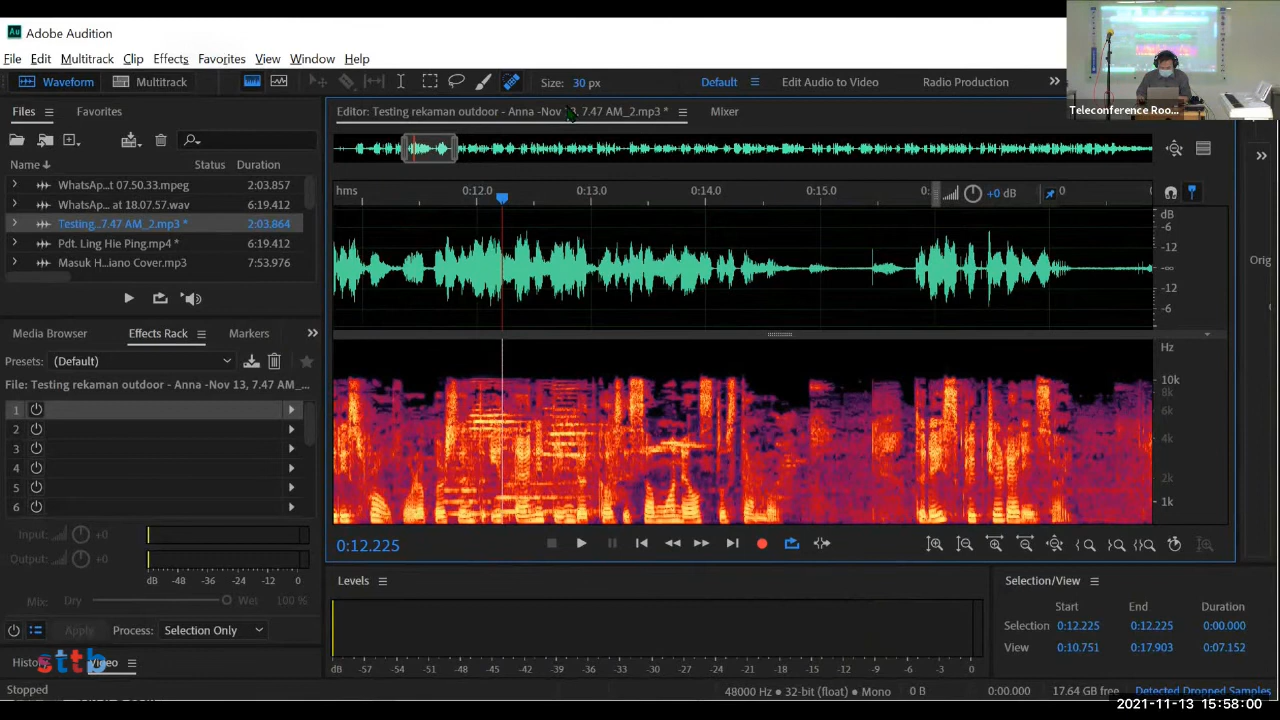 Au Adobe Audition
File Edit Multitrack Clip Effects Favorites View Window Help
Waveform Multitrack Size: 30 px Default Edit Audio to Video Radio Production
Teleconference Roo...
Files Favorites
Editor: Testing rekaman outdoor - Anna -Nov 13, 7.47 AM_2.mp3 * Mixer
Name Status Duration
WhatsAp...t 07.50.33.mpeg 2:03.857
WhatsAp... at 18.07.57.wav 6:19.412
Testing...7.47 AM_2.mp3 * 2:03.864
Pdt. Ling Hie Ping.mp4 * 6:19.412
Masuk H...iano Cover.mp3 7:53.976
hms 0:12.0 0:13.0 0:14.0 0:15.0 0: +0 dB 0
dB
-6
-12
-∞
-12
-6
Orig
Media Browser Effects Rack Markers
Presets: (Default)
File: Testing rekaman outdoor - Anna -Nov 13, 7.47 AM_...
1
2
3
4
5
6
Hz
10k
8k
6k
4k
2k
1k
Input: +0
Output: +0
dB -48 -36 -24 -12 0
Mix: Dry Wet 100 %
Apply Process: Selection Only
0:12.225
Levels
dB -57 -54 -51 -48 -45 -42 -39 -36 -33 -30 -27 -24 -21 -18 -15 -12 -9 -6 -3 0
Selection/View
Start End Duration
Selection 0:12.225 0:12.225 0:00.000
View 0:10.751 0:17.903 0:07.152
History Video
sttb
Stopped
48000 Hz • 32-bit (float) • Mono 0 B 0:00.000 17.64 GB free Detected Dropped Samples
2021-11-13 15:58:00